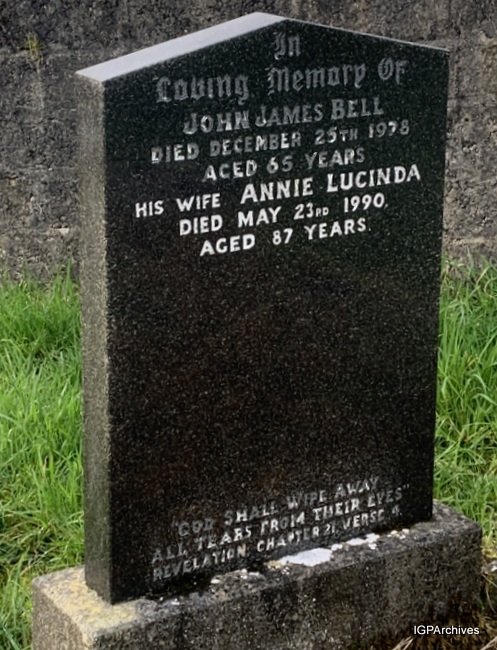 In
Loving Memory Of
JOHN JAMES BELL
DIED DECEMBER 25TH 1978
AGED 65 YEARS
HIS WIFE ANNIE LUCINDA
DIED MAY 23RD 1990.
AGED 87 YEARS.
"GOD SHALL WIPE AWAY
ALL TEARS FROM THEIR EYES"
REVELATION. CHAPTER 21. VERSE 4.
IGPArchives